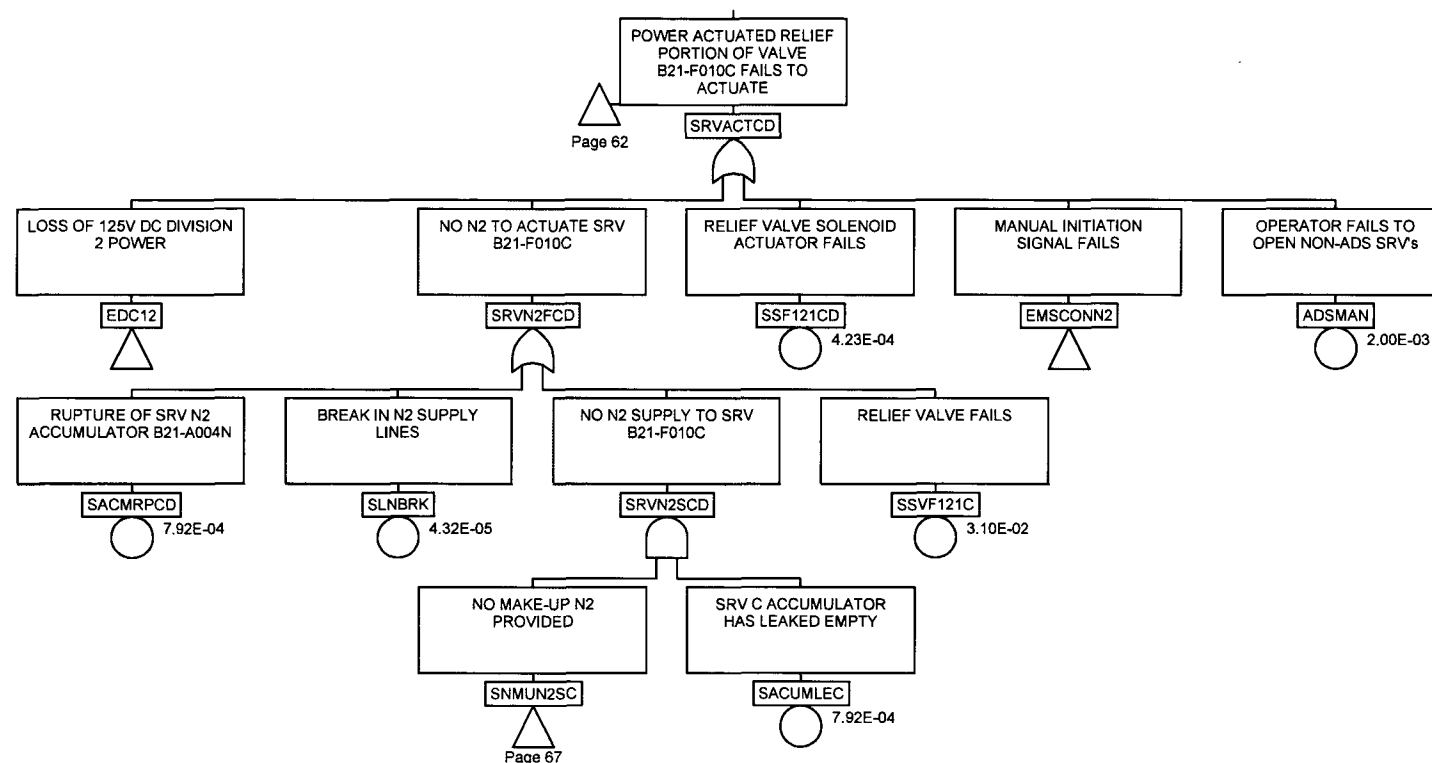 POWER ACTUATED RELIEF
PORTION OF VALVE
B21-F010C FAILS TO
ACTUATE
Page 62
SRVACTCD
LOSS OF 125V DC DIVISION
2 POWER
EDC12
NO N2 TO ACTUATE SRV
B21-F010C
SRVN2FCD
RELIEF VALVE SOLENOID
ACTUATOR FAILS
SSF121CD
4.23E-04
MANUAL INITIATION
SIGNAL FAILS
EMSCONN2
OPERATOR FAILS TO
OPEN NON-ADS SRV's
ADSMAN
2.00E-03
RUPTURE OF SRV N2
ACCUMULATOR B21-A004N
SACMRPCD
7.92E-04
BREAK IN N2 SUPPLY
LINES
SLNBRK
4.32E-05
NO N2 SUPPLY TO SRV
B21-F010C
SRVN2SCD
RELIEF VALVE FAILS
SSVF121C
3.10E-02
NO MAKE-UP N2
PROVIDED
SNMUN2SC
Page 67
SRV C ACCUMULATOR
HAS LEAKED EMPTY
SACUMLEC
7.92E-04